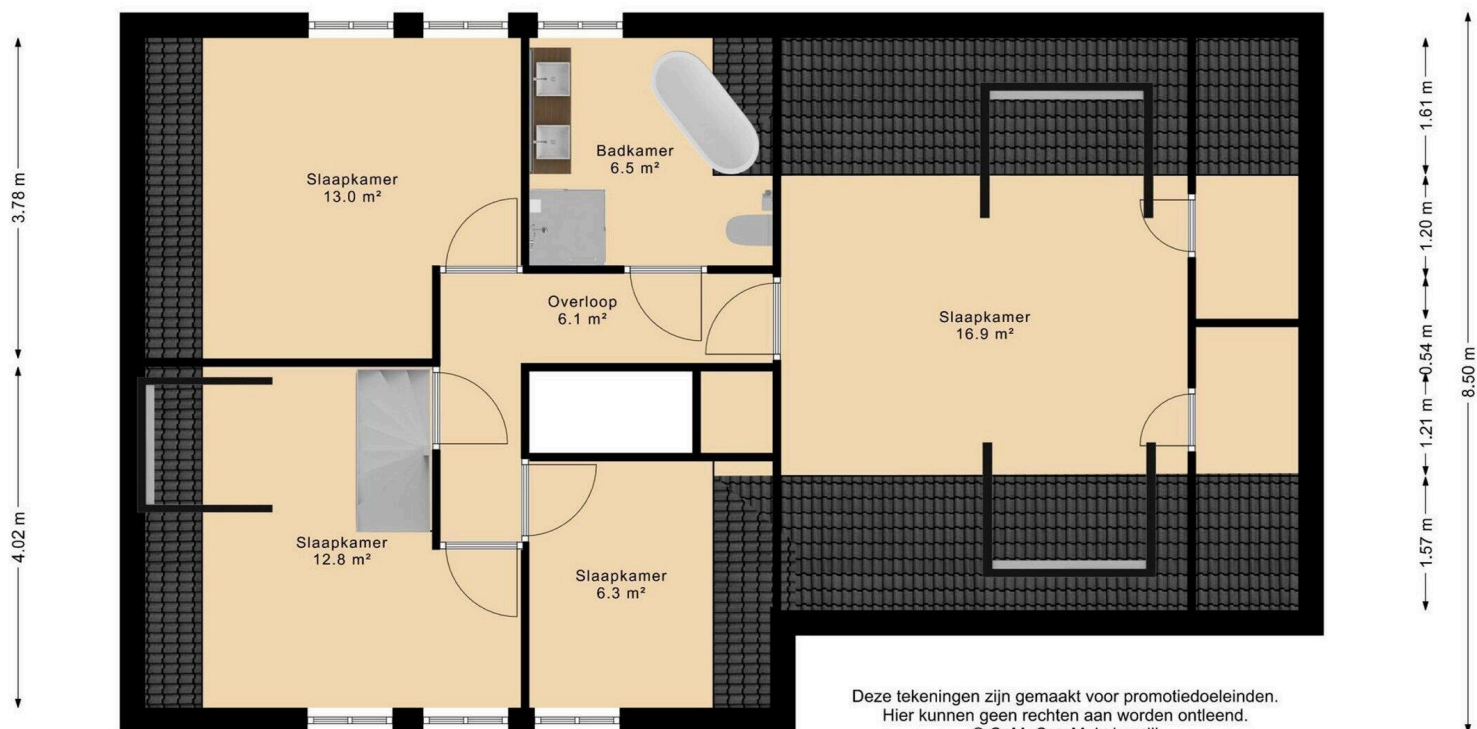 Slaapkamer
13.0 m²
Badkamer
6.5 m²
Overloop
6.1 m²
Slaapkamer
16.9 m²
Slaapkamer
12.8 m²
Slaapkamer
6.3 m²
3.78 m
4.02 m
1.61 m
1.20 m
0.54 m
1.21 m
1.57 m
8.50 m
Deze tekeningen zijn gemaakt voor promotiedoeleinden.
Hier kunnen geen rechten aan worden ontleend.